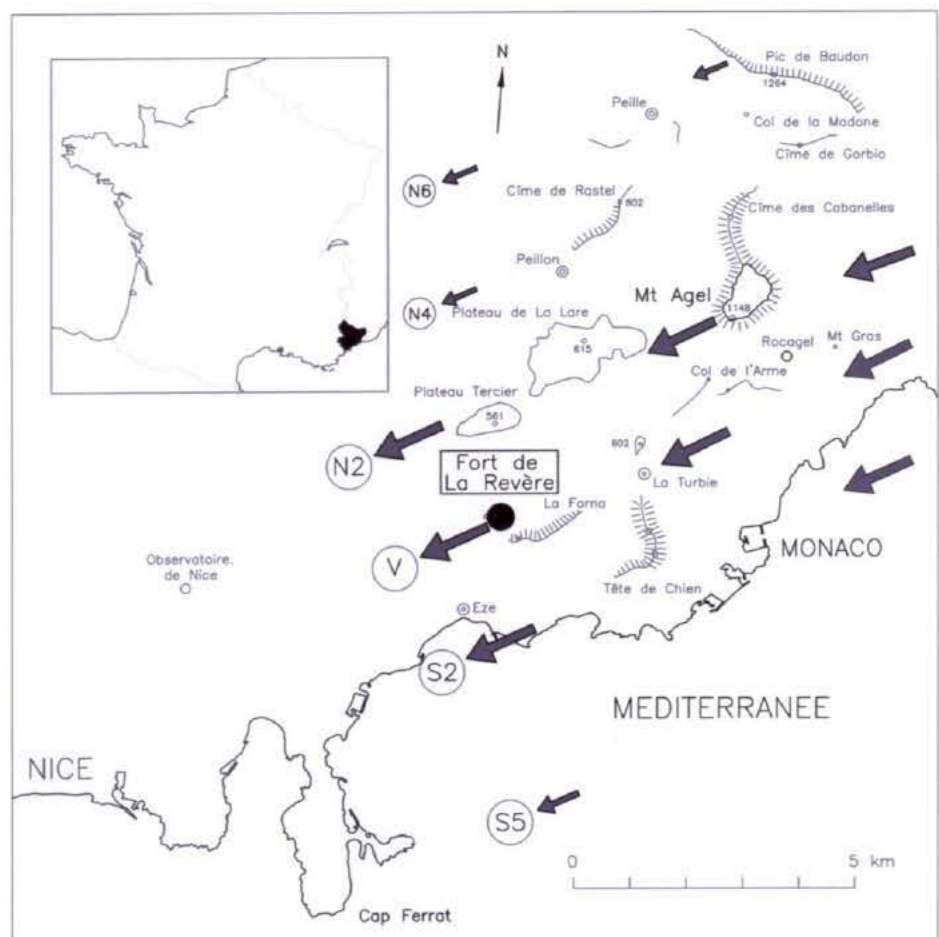 N
Pic de Baudon
1264
Peille
Col de la Madone
Cîme de Gorbio
N6
Cîme de Rastel
802
Cîme des Cabanelles
Peillon
Mt Agel
N4
Plateau de La Lare
1148
615
Rocagel
Mt Gras
Col de l'Arme
Plateau Tercier
561
N2
Fort de
La Revère
602
La Turbie
La Forna
V
MONACO
Observatoire.
de Nice
Tête de Chien
Eze
S2
MEDITERRANEE
NICE
S5
0
5 km
Cap Ferrat